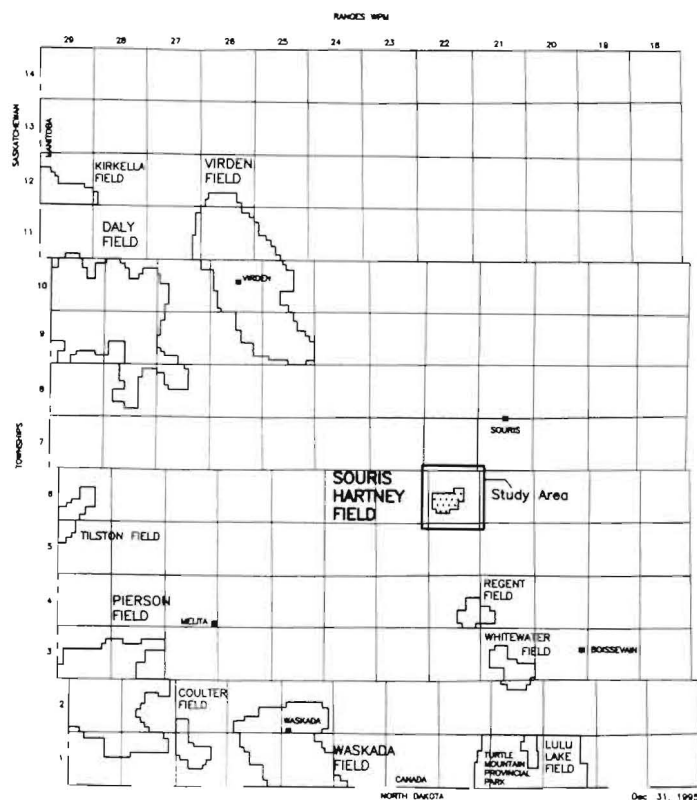 RANGES WPM
29 28 27 26 25 24 23 22 21 20 19 18
14
13
12
11
10
9
8
7
6
5
4
3
2
1
SASKATCHEWAN
MANITOBA
TOWNSHIPS
KIRKELLA
FIELD
VIRDEN
FIELD
DALY
FIELD
VIRDEN
SOURIS
SOURIS
HARTNEY
FIELD
Study Area
TILSTON FIELD
PIERSON
FIELD
MELITA
REGENT
FIELD
WHITEWATER
FIELD
BOISSEVAIN
COULTER
FIELD
WASKADA
WASKADA
FIELD
TURTLE
MOUNTAIN
PROVINCIAL
PARK
LULU
LAKE
FIELD
CANADA
NORTH DAKOTA
Dec 31, 1995